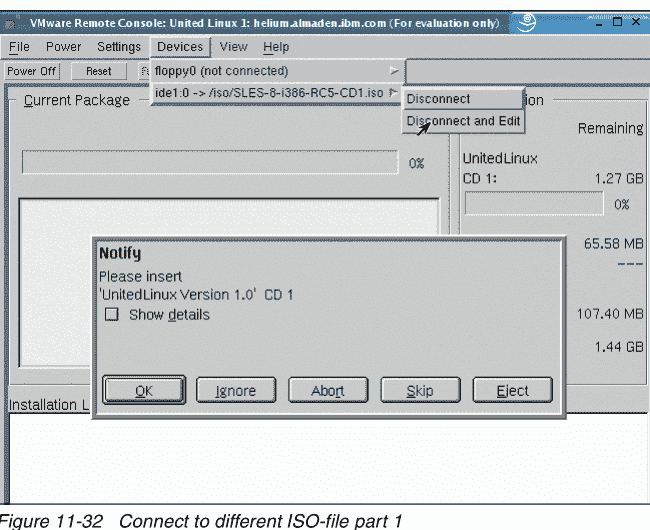 VMware Remote Console: United Linux 1: helium.almaden.ibm.com (For evaluation only)
File Power Settings Devices View Help
Power Off Reset
floppy0 (not connected)
ide1:0 -> /iso/SLES-8-i386-RC5-CD1.iso
Disconnect
Disconnect and Edit
Current Package
ion
Remaining
0%
UnitedLinux
CD 1: 1.27 GB
0%
65.58 MB
---
107.40 MB
1.44 GB
Notify
Please insert
'UnitedLinux Version 1.0' CD 1
Show details
OK Ignore Abort Skip Eject
Installation L
Figure 11-32 Connect to different ISO-file part 1